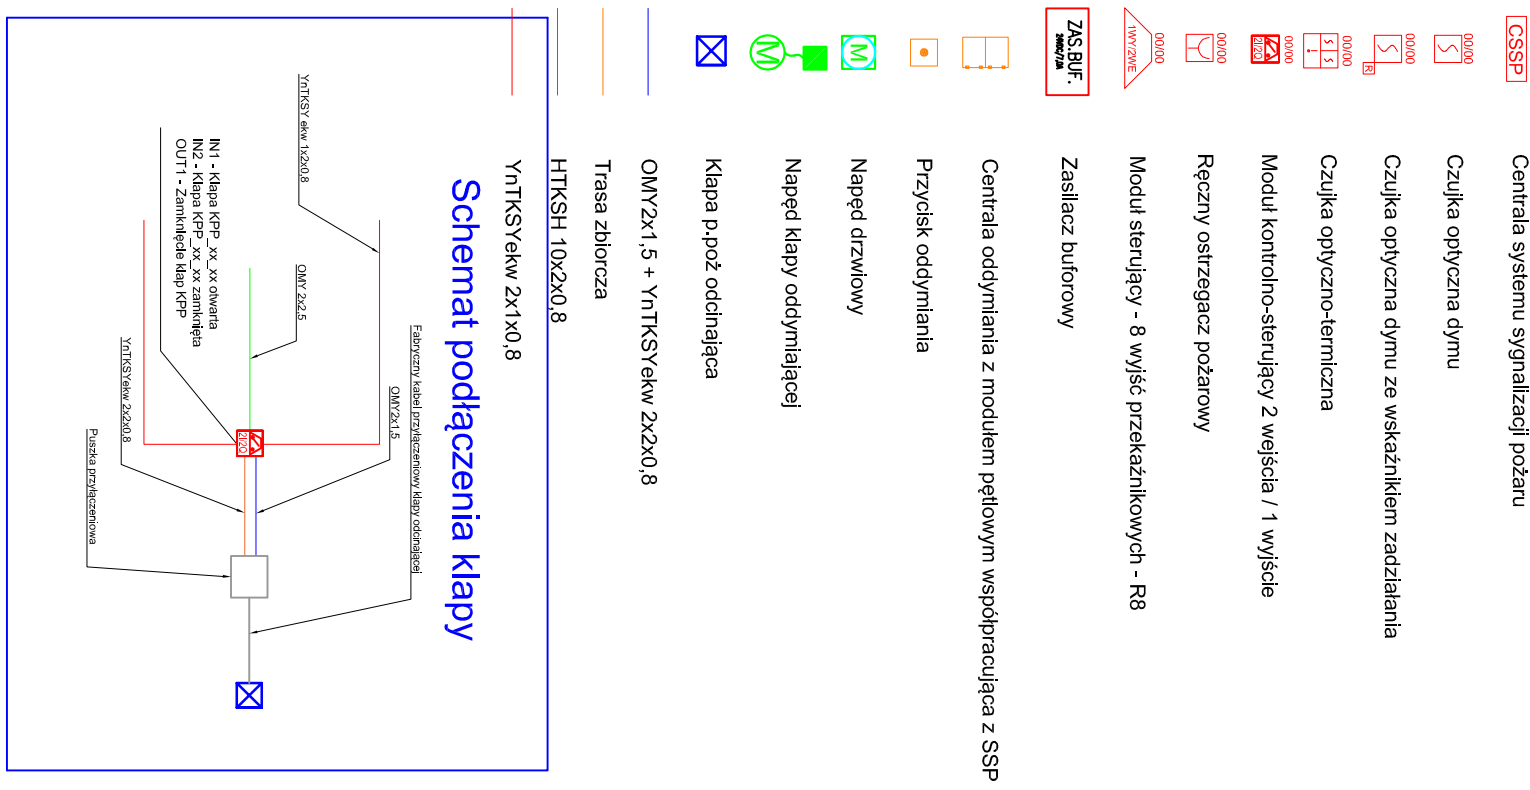 CSSP
Centrala systemu sygnalizacji pożaru
00/00
Czujka optyczna dymu
00/00
R
Czujka optyczna dymu ze wskaźnikiem zadziałania
00/00
Czujka optyczno-termiczna
00/00
2I/2O
Moduł kontrolno-sterujący 2 wejścia / 1 wyjście
00/00
Ręczny ostrzegacz pożarowy
00/00
1WY/2WE
Moduł sterujący - 8 wyjść przekaźnikowych - R8
ZAS.BUF.
Zasilacz buforowy
Centrala oddymiania z modułem pętlowym współpracująca z SSP
Przycisk oddymiania
M
Napęd drzwiowy
M
Napęd klapy oddymiającej
Klapa p.poż odcinająca
OMY2x1,5 + YnTKSYekw 2x2x0,8
Trasa zbiorcza
HTKSH 10x2x0,8
YnTKSYekw 2x1x0,8
Schemat podłączenia klapy
Fabryczny kabel przyłączeniowy klapy odcinającej
OMY2x1,5
YnTKSY ekw 1x2x0,8
OMY 2x2,5
2I/2O
IN1 - Klapa KPP_xx_xx otwarta
IN2 - Klapa KPP_xx_xx zamknięta
OUT1 - Zamknięcie klap KPP
YnTKSYekw 2x2x0,8
Puszka przyłączeniowa